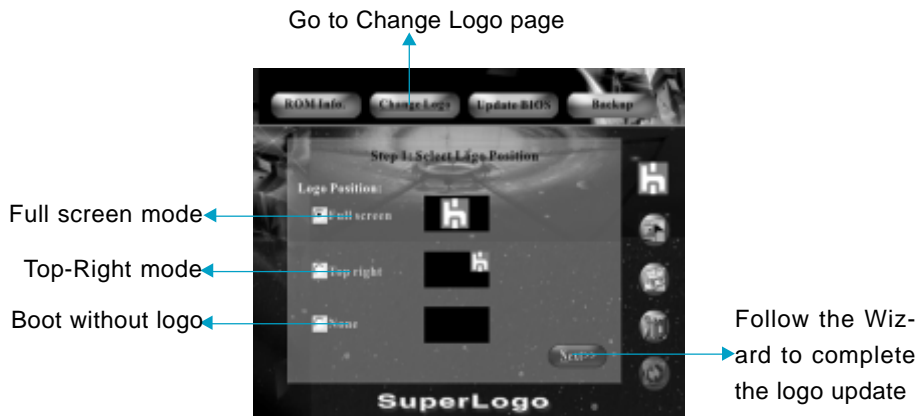 Go to Change Logo page
ROM Info. Change Logo Update BIOS Backup
Step 1: Select Logo Position
Logo Position:
Full screen mode
Full screen
Top-Right mode
Top right
Boot without logo
None
Follow the Wiz-
ard to complete
the logo update
Next>>
SuperLogo